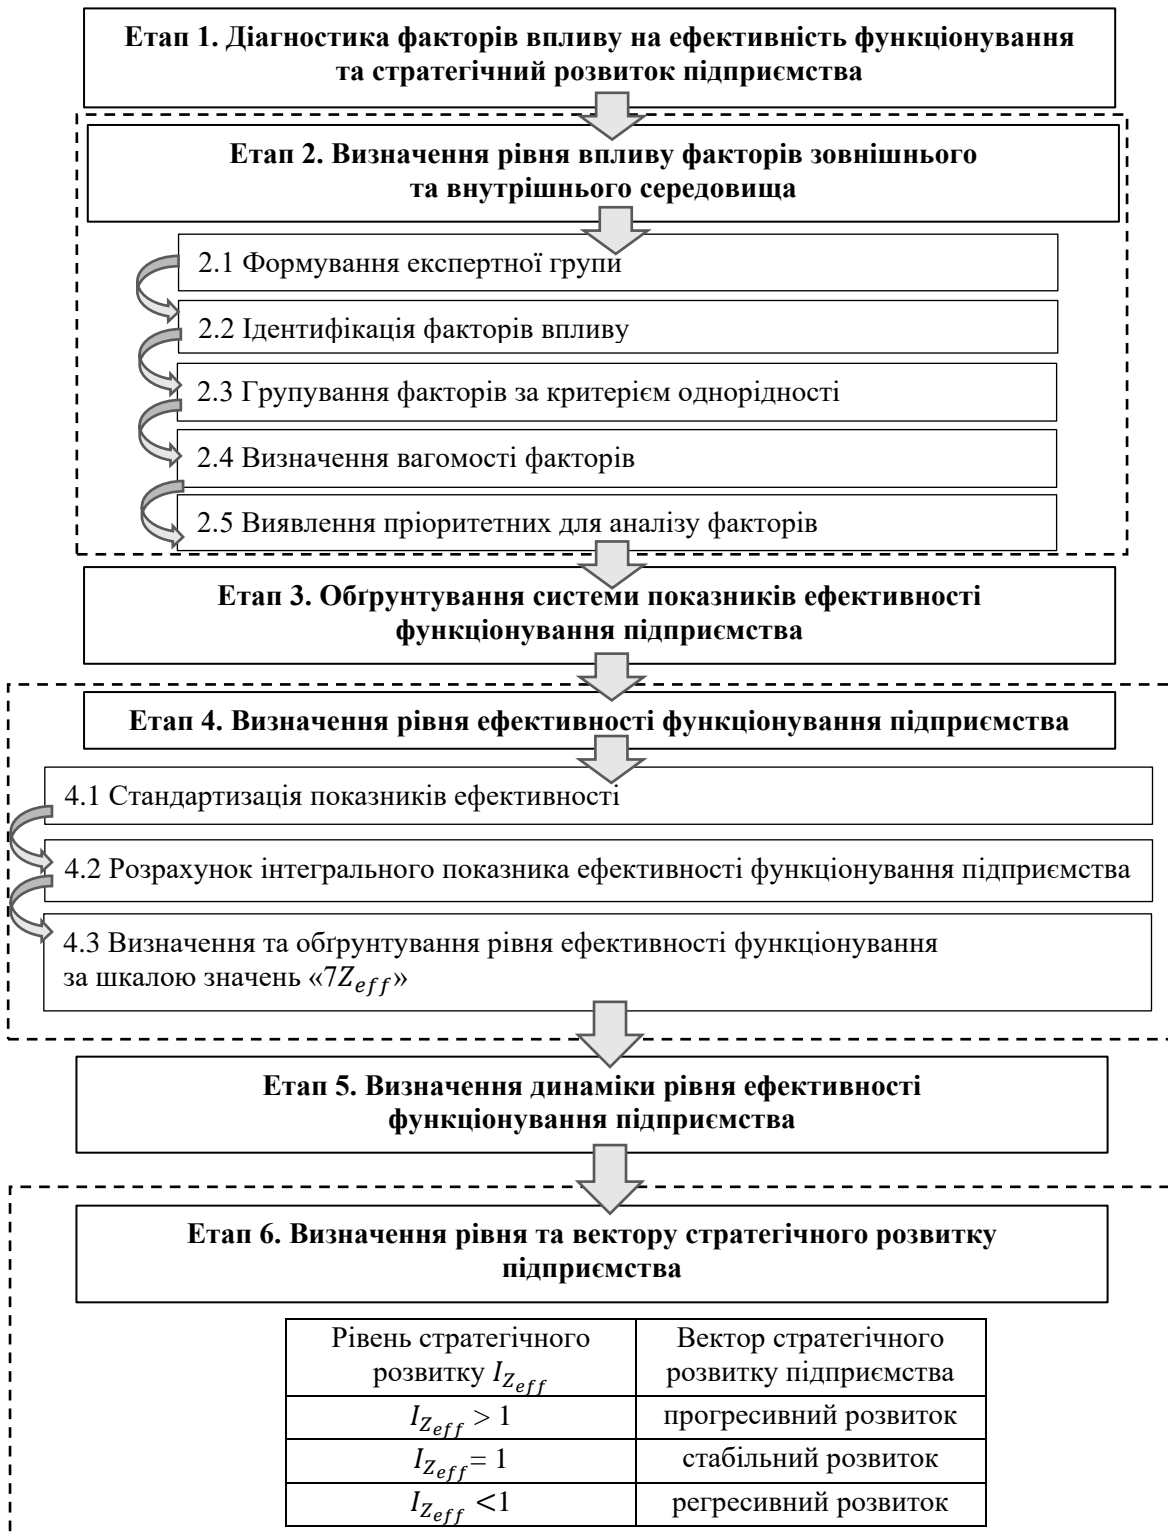 Етап 1. Діагностика факторів впливу на ефективність функціонування
та стратегічний розвиток підприємства
Етап 2. Визначення рівня впливу факторів зовнішнього
та внутрішнього середовища
2.1 Формування експертної групи
2.2 Ідентифікація факторів впливу
2.3 Групування факторів за критерієм однорідності
2.4 Визначення вагомості факторів
2.5 Виявлення пріоритетних для аналізу факторів
Етап 3. Обґрунтування системи показників ефективності
функціонування підприємства
Етап 4. Визначення рівня ефективності функціонування підприємства
4.1 Стандартизація показників ефективності
4.2 Розрахунок інтегрального показника ефективності функціонування підприємства
4.3 Визначення та обґрунтування рівня ефективності функціонування
за шкалою значень «7Z_eff»
Етап 5. Визначення динаміки рівня ефективності
функціонування підприємства
Етап 6. Визначення рівня та вектору стратегічного розвитку
підприємства
Рівень стратегічного
розвитку I_Z_eff
Вектор стратегічного
розвитку підприємства
I_Z_eff > 1
прогресивний розвиток
I_Z_eff = 1
стабільний розвиток
I_Z_eff <1
регресивний розвиток